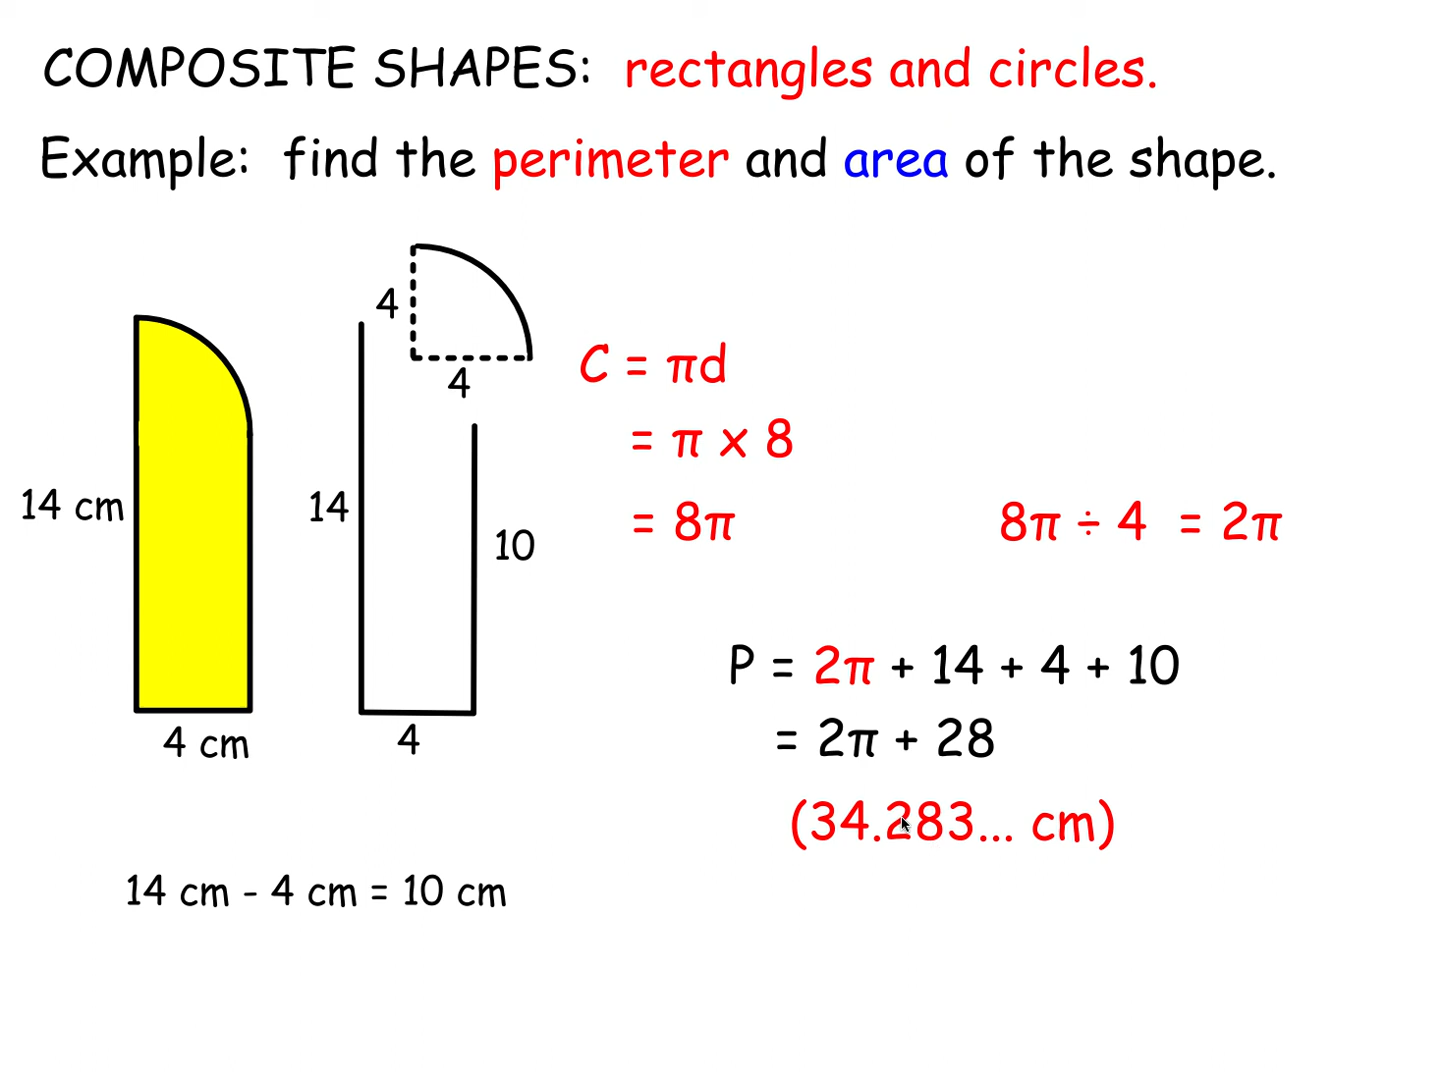 COMPOSITE SHAPES: rectangles and circles.
Example: find the perimeter and area of the shape.
14 cm
4 cm
4
4
14
10
4
C = πd
= π x 8
= 8π
8π ÷ 4 = 2π
P = 2π + 14 + 4 + 10
= 2π + 28
(34.283... cm)
14 cm - 4 cm = 10 cm